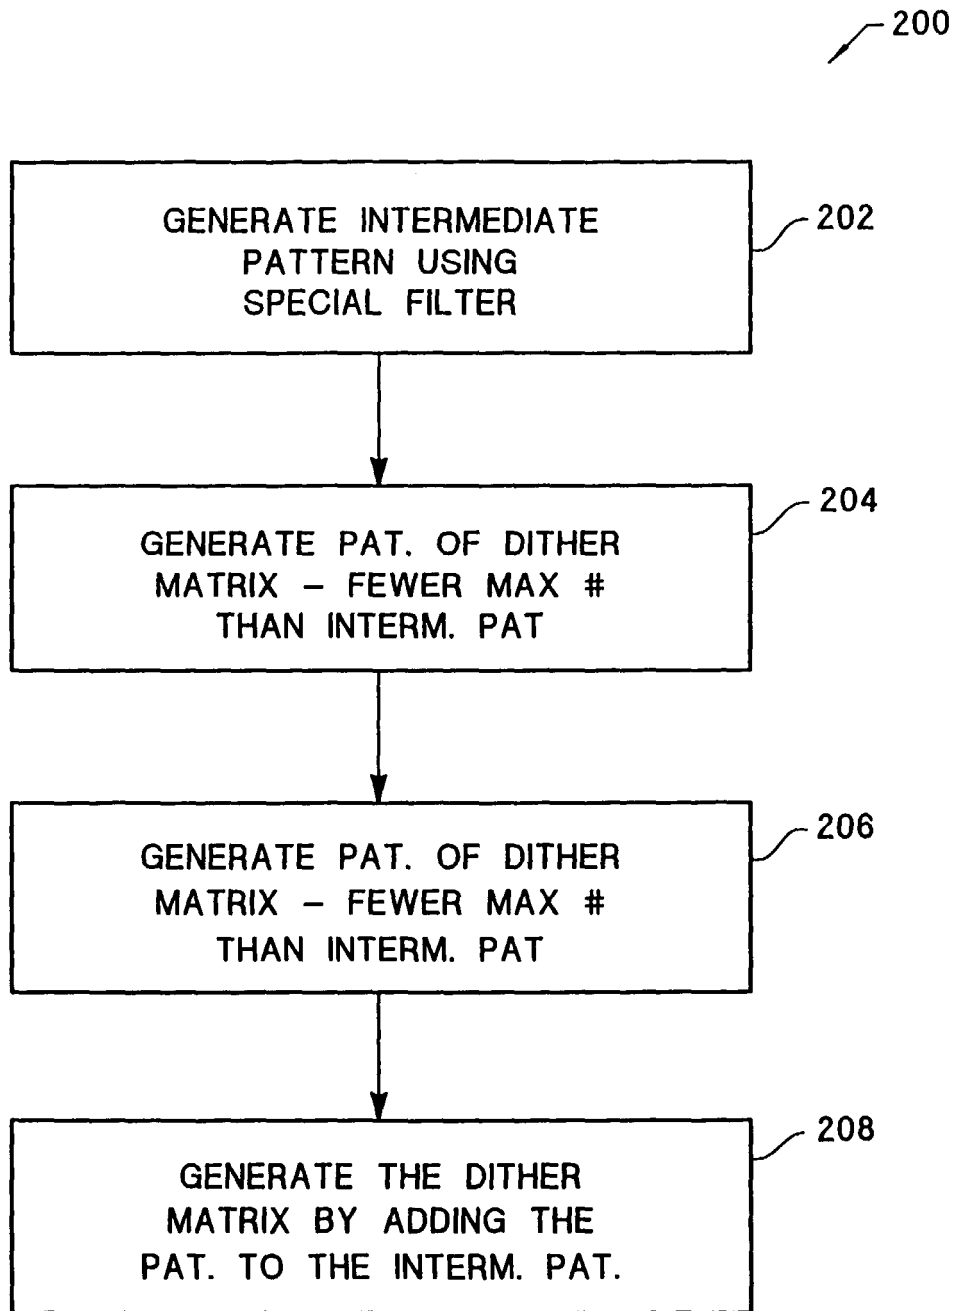 200
GENERATE INTERMEDIATE
PATTERN USING
SPECIAL FILTER
202
GENERATE PAT. OF DITHER
MATRIX – FEWER MAX #
THAN INTERM. PAT
204
GENERATE PAT. OF DITHER
MATRIX – FEWER MAX #
THAN INTERM. PAT
206
GENERATE THE DITHER
MATRIX BY ADDING THE
PAT. TO THE INTERM. PAT.
208